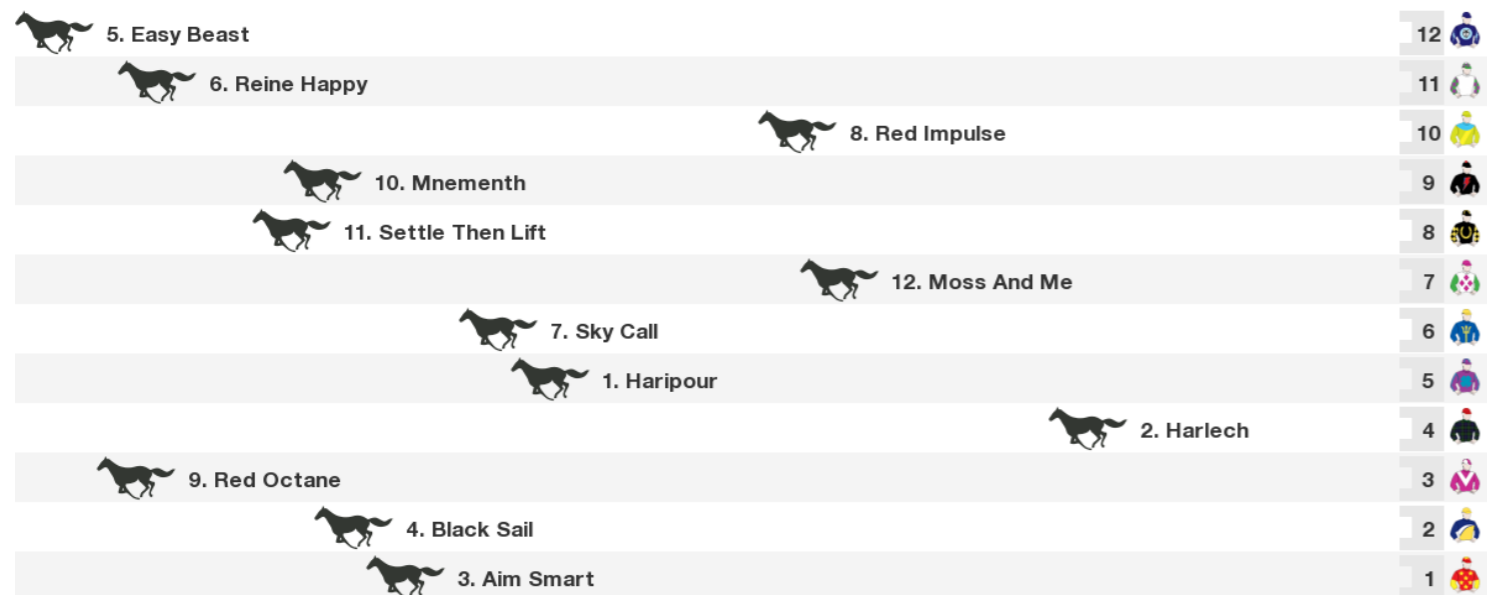 5. Easy Beast 12
6. Reine Happy 11
8. Red Impulse 10
10. Mnementh 9
11. Settle Then Lift 8
12. Moss And Me 7
7. Sky Call 6
1. Haripour 5
2. Harlech 4
9. Red Octane 3
4. Black Sail 2
3. Aim Smart 1